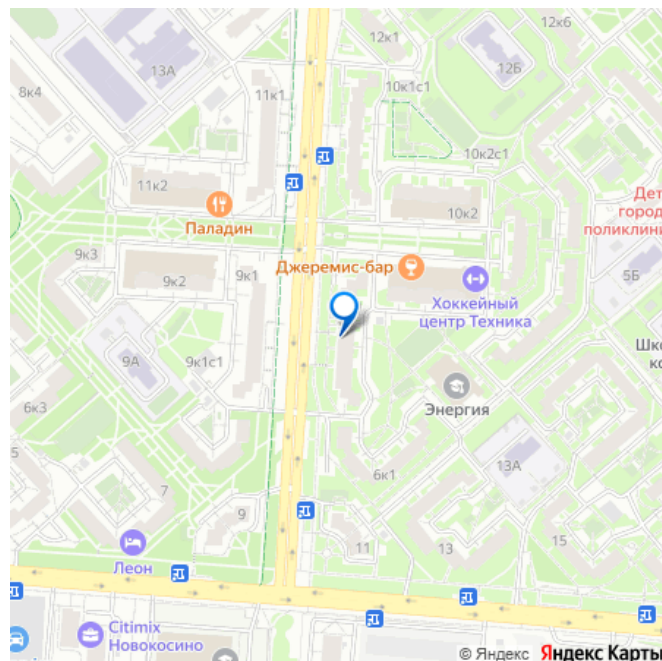 12к6
12к1
12Б
13А
8к4
11к1
10к1с1
10к2с1
11к2
Паладин
10к2
Дет
город
поликлини
9к3
9к2
9к1
Джеремис-бар
Хоккейный
центр Техника
5Б
9А
9к1с1
Шко
ко
6к3
Энергия
5
7
9
6к1
13А
11
13
15
Леон
Citimix
Новокосино
© Яндекс Яндекс Карты